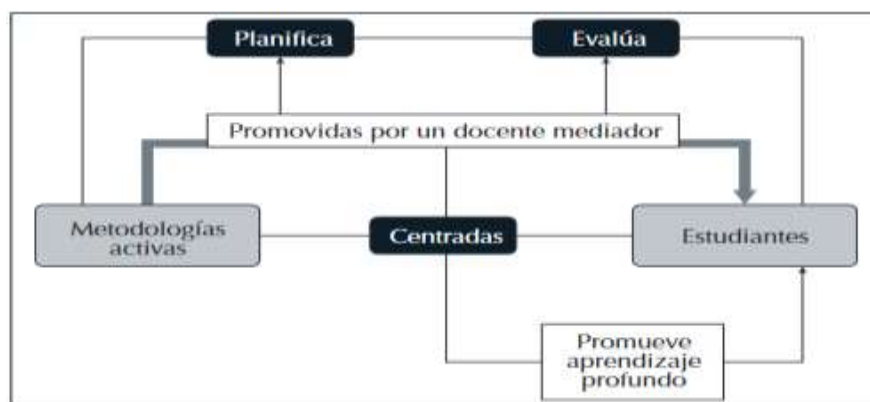 Planifica
Evalúa
Promovidas por un docente mediador
Metodologías
activas
Centradas
Estudiantes
Promueve
aprendizaje
profundo